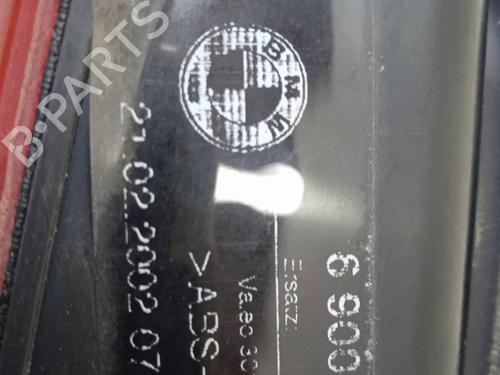 B·PARTS
BMW
6 900
Ersatz:
Valeo 30
>ABS-
21.02.2002 07